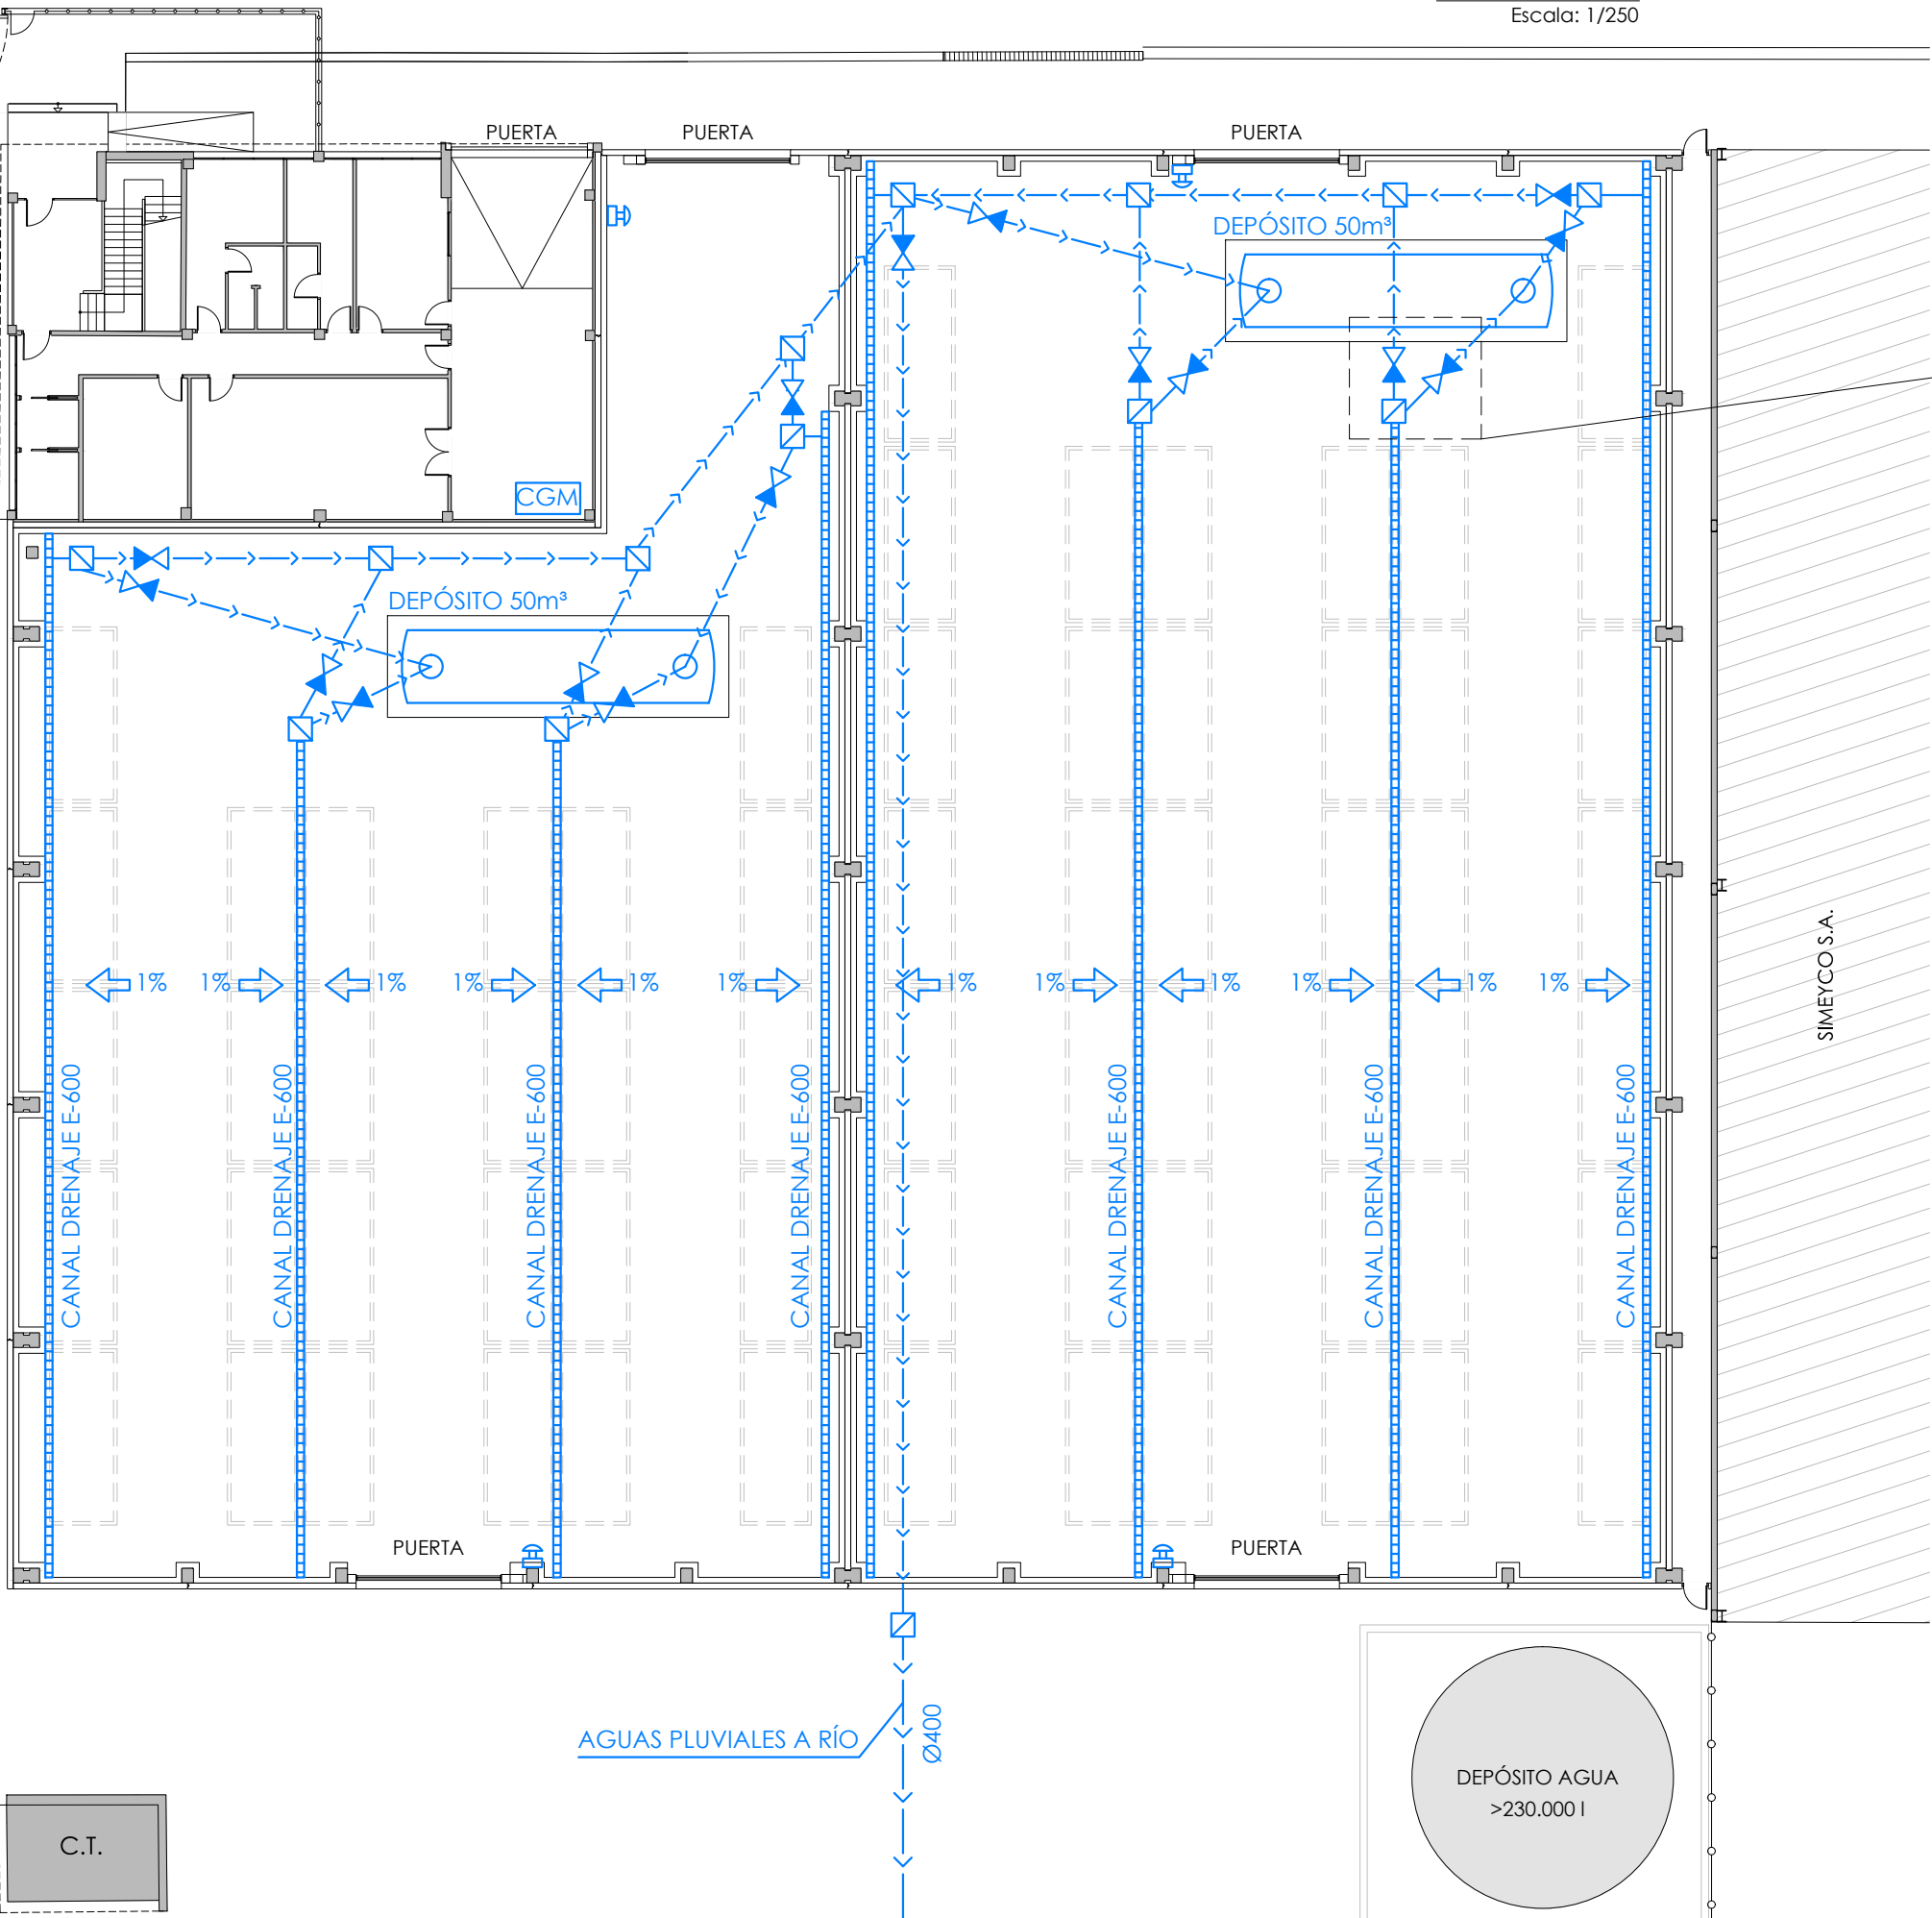 Escala: 1/250
PUERTA
PUERTA
PUERTA
DEPÓSITO 50m³
CGM
DEPÓSITO 50m³
1%
1%
1%
1%
1%
1%
1%
1%
1%
1%
1%
1%
SIMEYCO S.A.
CANAL DRENAJE E-600
CANAL DRENAJE E-600
CANAL DRENAJE E-600
CANAL DRENAJE E-600
CANAL DRENAJE E-600
CANAL DRENAJE E-600
CANAL DRENAJE E-600
PUERTA
PUERTA
AGUAS PLUVIALES A RÍO
Ø400
DEPÓSITO AGUA
>230.000 l
C.T.